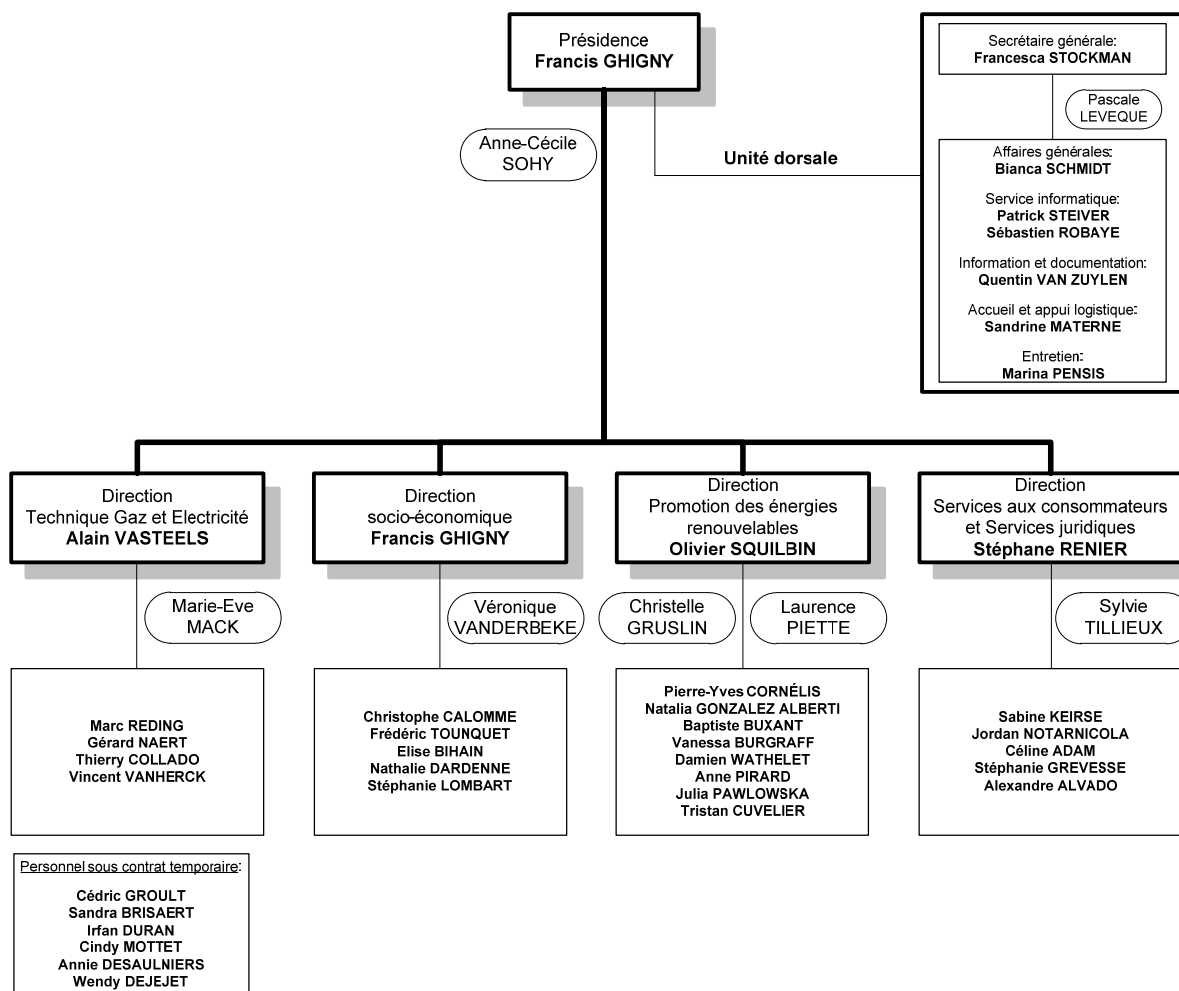 Présidence
Francis GHIGNY
Anne-Cécile
SOHY
Unité dorsale
Secrétaire générale:
Francesca STOCKMAN
Pascale
LEVEQUE
Affaires générales:
Bianca SCHMIDT
Service informatique:
Patrick STEIVER
Sébastien ROBAYE
Information et documentation:
Quentin VAN ZUYLEN
Accueil et appui logistique:
Sandrine MATERNE
Entretien:
Marina PENSIS
Direction
Technique Gaz et Electricité
Alain VASTEELS
Marie-Eve
MACK
Marc REDING
Gérard NAERT
Thierry COLLADO
Vincent VANHERCK
Personnel sous contrat temporaire:
Cédric GROULT
Sandra BRISAERT
Irfan DURAN
Cindy MOTTET
Annie DESAULNIERS
Wendy DEJEJET
Direction
socio-économique
Francis GHIGNY
Véronique
VANDERBEKE
Christophe CALOMME
Frédéric TOUNQUET
Elise BIHAIN
Nathalie DARDENNE
Stéphanie LOMBART
Direction
Promotion des énergies
renouvelables
Olivier SQUILBIN
Christelle
GRUSLIN
Laurence
PIETTE
Pierre-Yves CORNÉLIS
Natalia GONZALEZ ALBERTI
Baptiste BUXANT
Vanessa BURGRAFF
Damien WATHELET
Anne PIRARD
Julia PAWLOWSKA
Tristan CUVELIER
Direction
Services aux consommateurs
et Services juridiques
Stéphane RENIER
Sylvie
TILLIEUX
Sabine KEIRSE
Jordan NOTARNICOLA
Céline ADAM
Stéphanie GREVESSE
Alexandre ALVADO